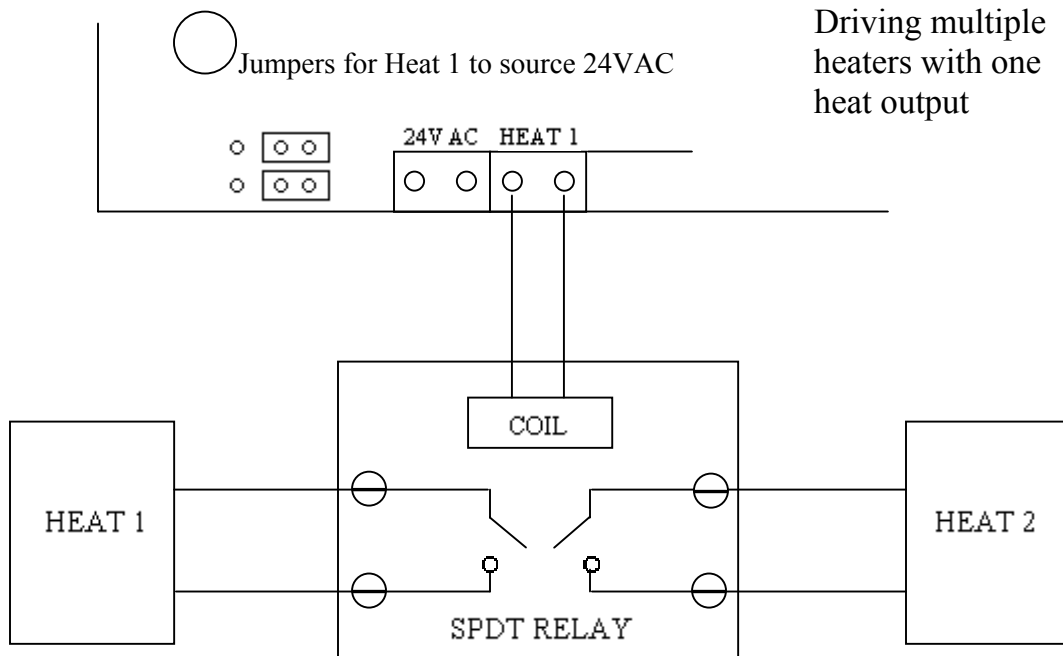 Driving multiple
heaters with one
heat output
Jumpers for Heat 1 to source 24VAC
24V AC HEAT 1
COIL
HEAT 1
HEAT 2
SPDT RELAY